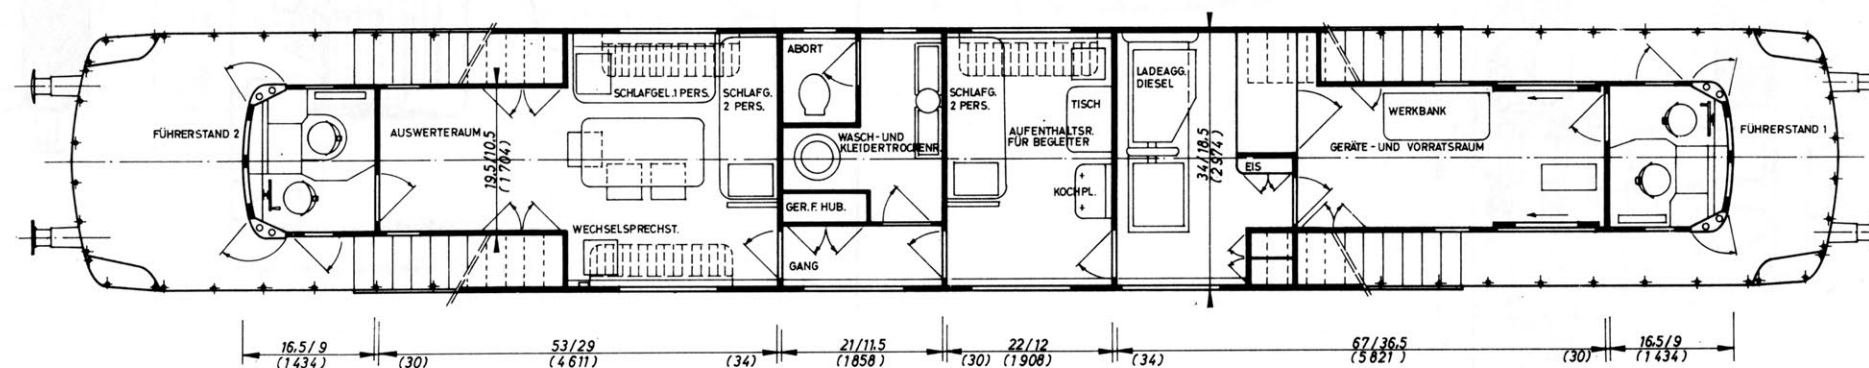 FÜHRERSTAND 2
AUSWERTERAUM
19,5/10,5
(1704)
SCHLAFGEL. 1 PERS.
SCHLAFG.
2 PERS.
WECHSELSPRECHST.
ABORT
WASCH- UND
KLEIDERTROCKENR.
GER. F. HUB.
GANG
SCHLAFG.
2 PERS.
TISCH
AUFENTHALTSR.
FÜR BEGLEITER
KOCHPL.
LADEAGG.
DIESEL
34/18,5
(2924)
EIS
WERKBANK
GERÄTE- UND VORRATSRAUM
FÜHRERSTAND 1
16,5/9
(1434)
(30)
53/29
(4611)
(34)
21/11,5
(1858)
(30)
22/12
(1908)
(34)
67/36,5
(5821)
(30)
16,5/9
(1434)